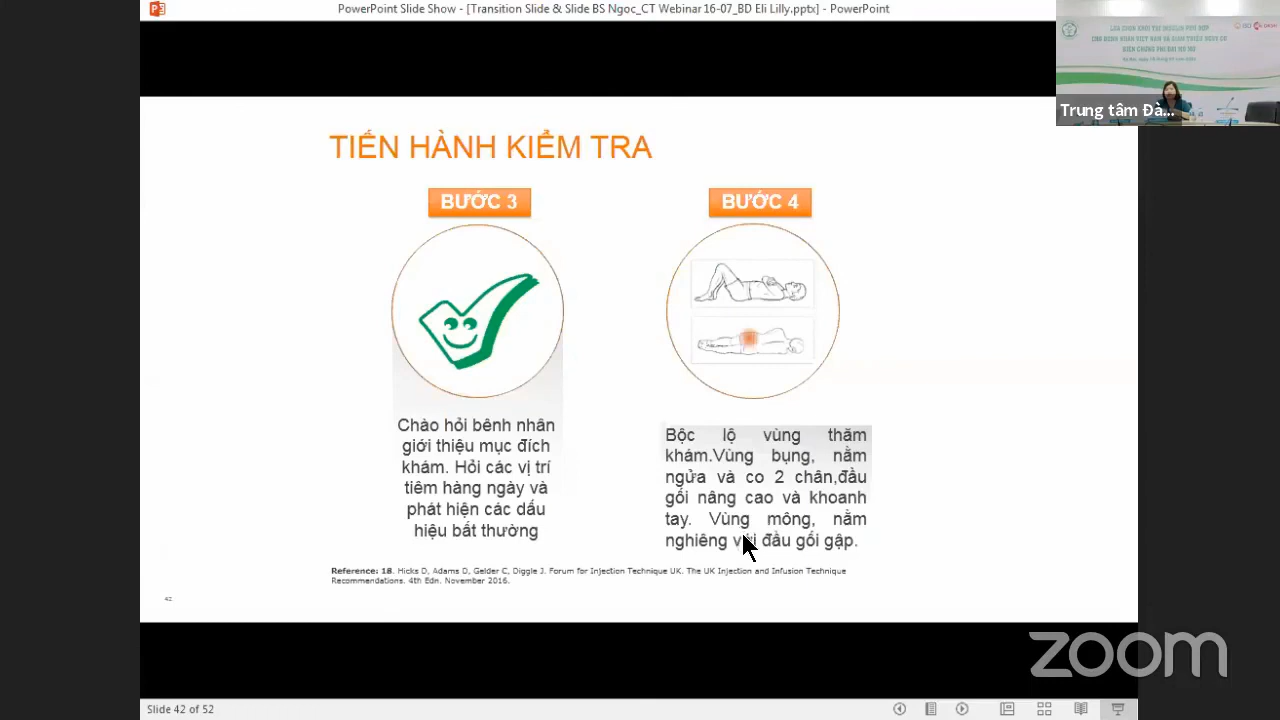 PowerPoint Slide Show - [Transition Slide & Slide BS Ngoc_CT Webinar 16-07_BD Eli Lilly.pptx] - PowerPoint
Trung tâm Đà...
TIẾN HÀNH KIỂM TRA
BƯỚC 3
BƯỚC 4
Chào hỏi bênh nhân
giới thiệu mục đích
khám. Hỏi các vị trí
tiêm hàng ngày và
phát hiện các dấu
hiệu bất thường
Bộc lộ vùng thăm
khám.Vùng bụng, nằm
ngửa và co 2 chân,đầu
gối nâng cao và khoanh
tay. Vùng mông, nằm
nghiêng với đầu gối gập.
Reference: 18. Hicks D, Adams D, Gelder C, Diggle J. Forum for Injection Technique UK. The UK Injection and Infusion Technique
Recommendations. 4th Edn. November 2016.
42
zoom
Slide 42 of 52